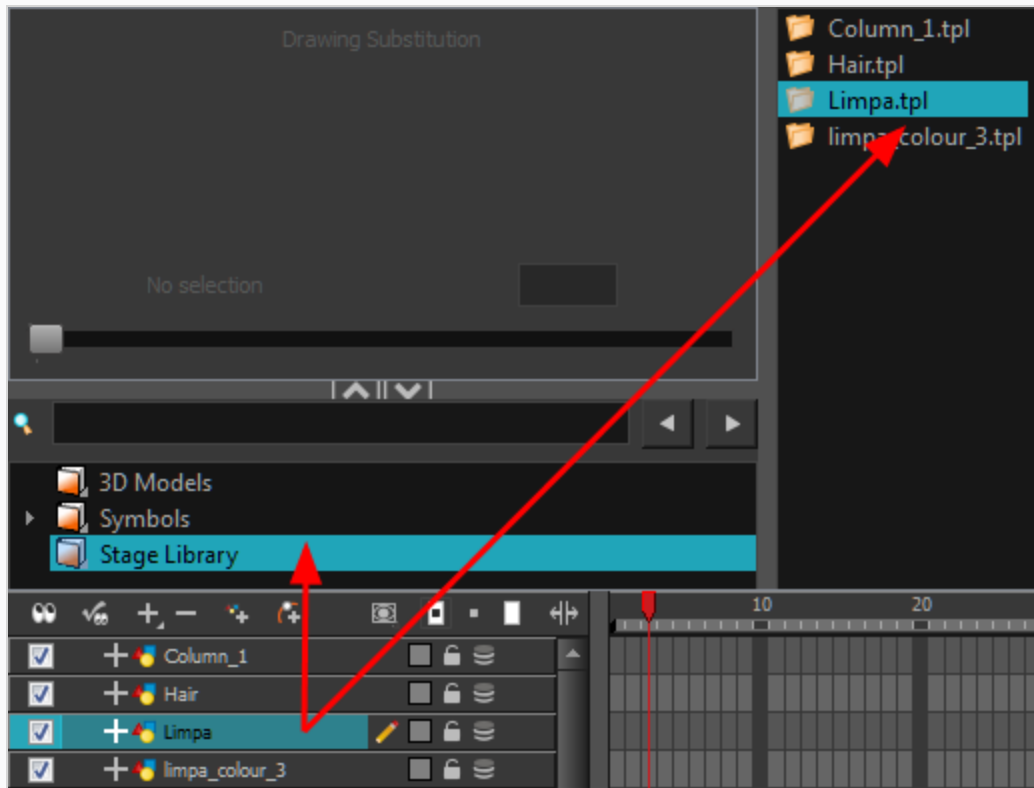 Drawing Substitution
No selection
3D Models
Symbols
Stage Library
Column_1.tpl
Hair.tpl
Limpa.tpl
limpa_colour_3.tpl
10 20
Column_1
Hair
Limpa
limpa_colour_3